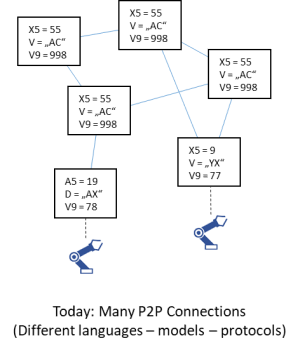 X5 = 55
V = „AC“
V9 = 998
X5 = 55
V = „AC“
V9 = 998
X5 = 55
V = „AC“
V9 = 998
X5 = 55
V = „AC“
V9 = 998
A5 = 19
D = „AX“
V9 = 78
X5 = 9
V = „YX“
V9 = 77
Today: Many P2P Connections
(Different languages – models – protocols)